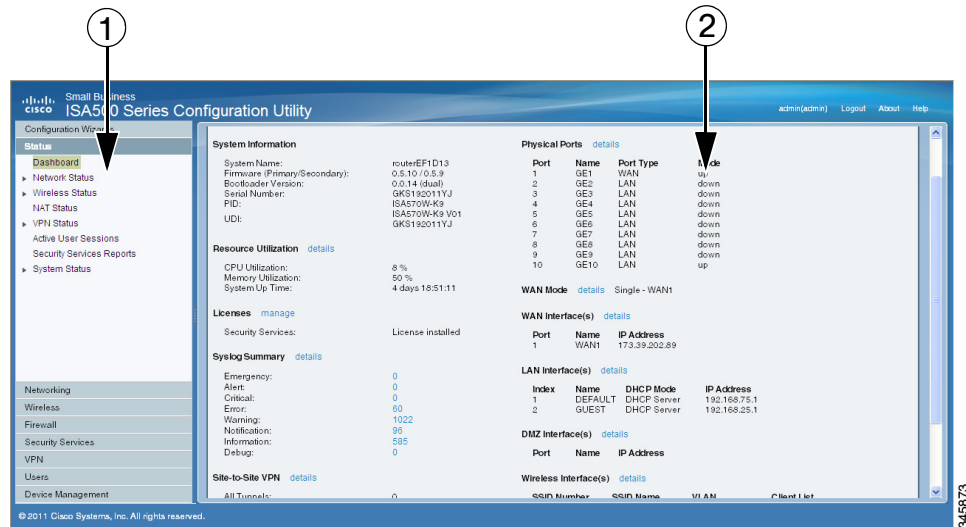 1
2
Small Business
cisco ISA500 Series Configuration Utility
admin(admin) Logout About Help
Configuration Wizards
Status
Dashboard
Network Status
Wireless Status
NAT Status
VPN Status
Active User Sessions
Security Services Reports
System Status
Networking
Wireless
Firewall
Security Services
VPN
Users
Device Management
System Information
System Name: routerEF1D13
Firmware (Primary/Secondary): 0.5.10 / 0.5.9
Bootloader Version: 0.0.14 (dual)
Serial Number: GKS192011YJ
PID: ISA570W-K9
UDI: ISA570W-K9 V01
GKS192011YJ
Resource Utilization details
CPU Utilization: 8 %
Memory Utilization: 50 %
System Up Time: 4 days 18:51:11
Licenses manage
Security Services: License installed
Syslog Summary details
Emergency: 0
Alert: 0
Critical: 0
Error: 60
Warning: 1022
Notification: 96
Information: 585
Debug: 0
Site-to-Site VPN details
All Tunnels: 0
Physical Ports details
Port Name Port Type Mode
1 GE1 WAN up
2 GE2 LAN down
3 GE3 LAN down
4 GE4 LAN down
5 GE5 LAN down
6 GE6 LAN down
7 GE7 LAN down
8 GE8 LAN down
9 GE9 LAN down
10 GE10 LAN up
WAN Mode details Single - WAN1
WAN Interface(s) details
Port Name IP Address
1 WAN1 173.39.202.89
LAN Interface(s) details
Index Name DHCP Mode IP Address
1 DEFAULT DHCP Server 192.168.75.1
2 GUEST DHCP Server 192.168.25.1
DMZ Interface(s) details
Port Name IP Address
Wireless Interface(s) details
SSID Number SSID Name VLAN Client List
© 2011 Cisco Systems, Inc. All rights reserved.